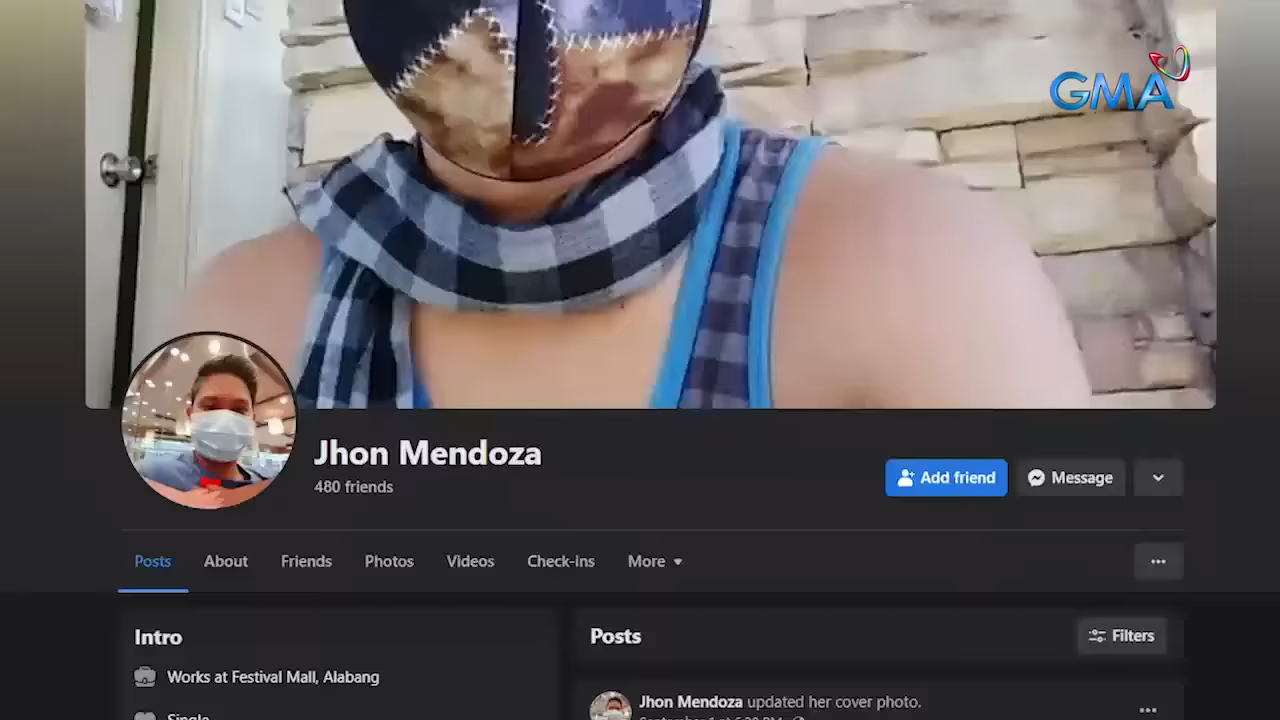 GMA
Jhon Mendoza
480 friends
Add friend
Message
Posts
About
Friends
Photos
Videos
Check-Ins
More
Intro
Works at Festival Mall, Alabang
Single
Posts
Filters
Jhon Mendoza updated her cover photo.